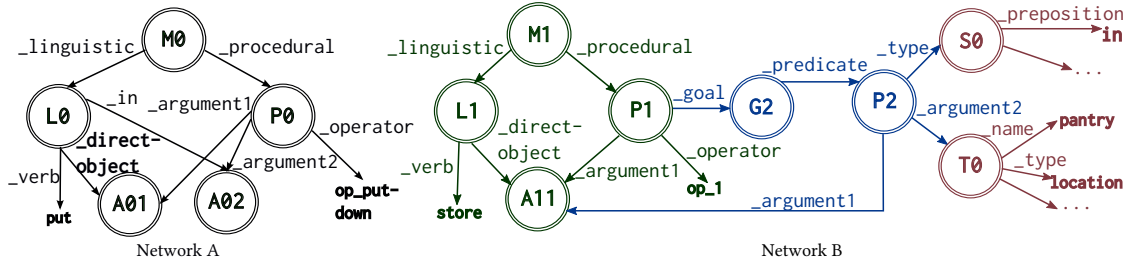 M0
_linguistic
_procedural
L0
_in
_argument1
P0
_operator
_direct-
object
_argument2
_verb
put
A01
A02
op_put-
down
Network A
M1
_linguistic
_procedural
L1
_direct-
object
P1
_goal
_verb
_argument1
_operator
store
A11
op_1
G2
_predicate
P2
_type
_argument2
_argument1
S0
_preposition
in
...
T0
_name
pantry
_type
location
...
Network B